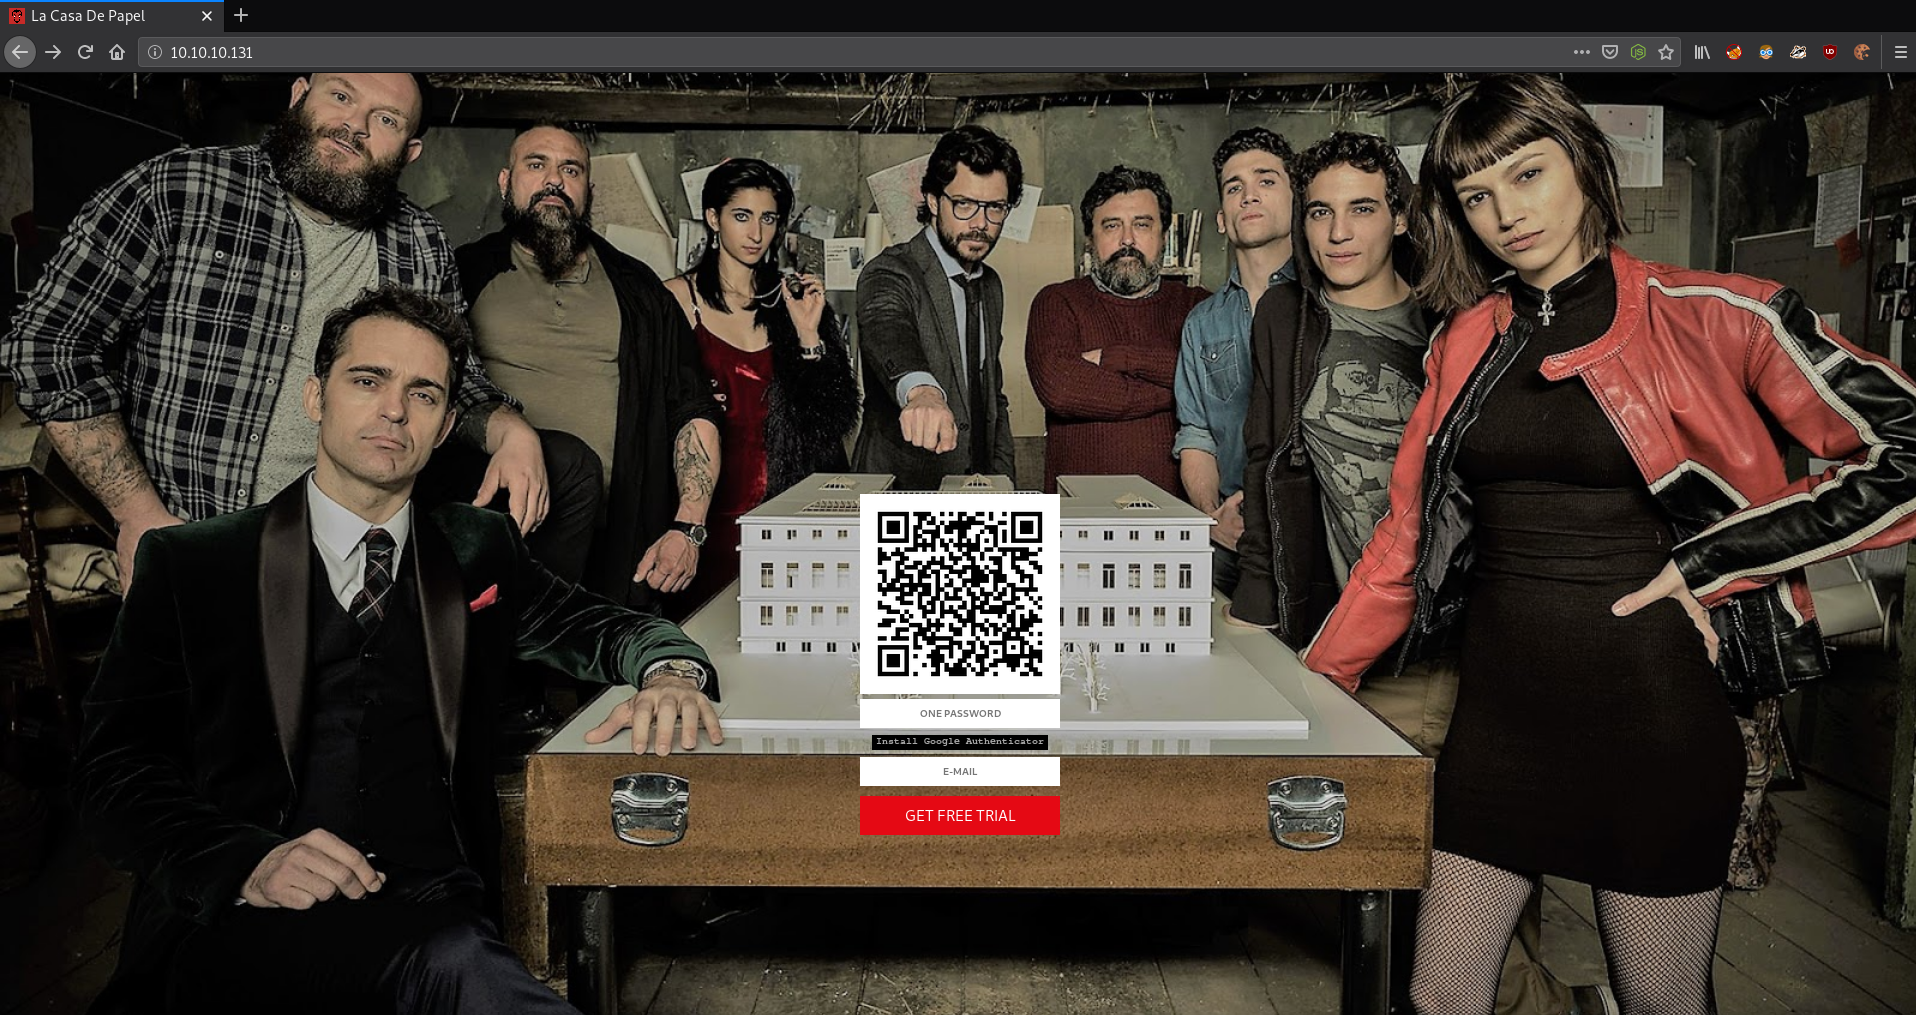 La Casa De Papel
10.10.10.131
ONE PASSWORD
Install Google Authenticator
E-MAIL
GET FREE TRIAL